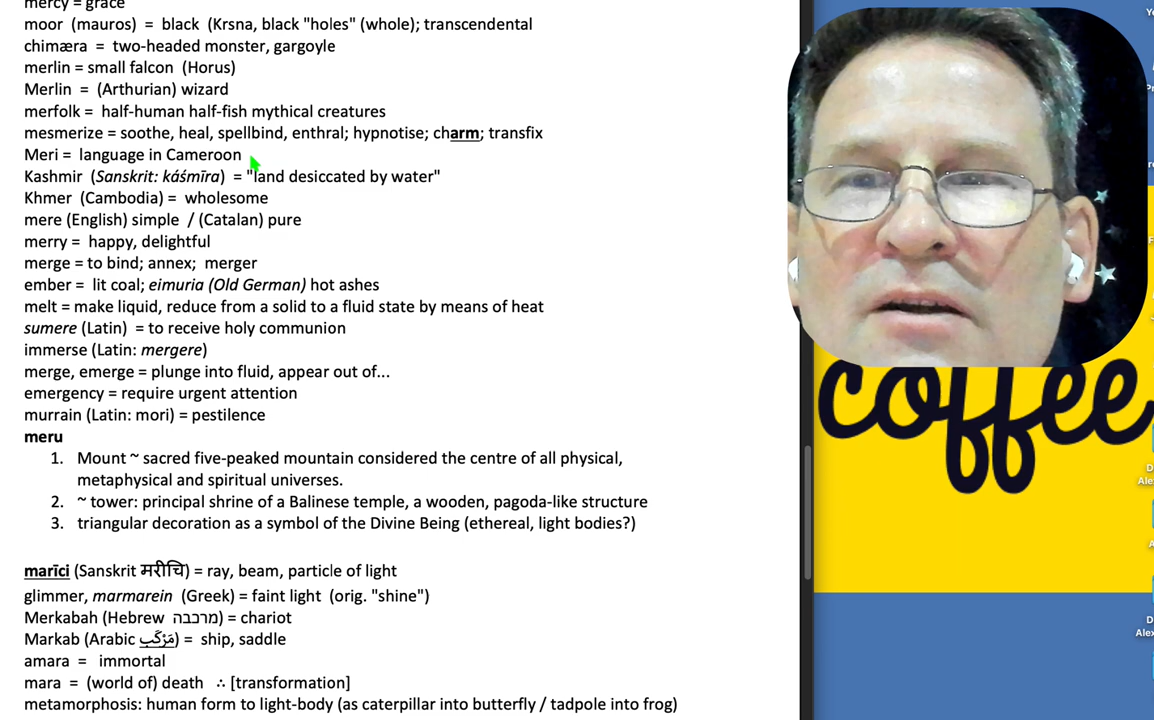 mercy = grace
moor (mauros) = black (Krsna, black "holes" (whole); transcendental
chimæra = two-headed monster, gargoyle
merlin = small falcon (Horus)
Merlin = (Arthurian) wizard
merfolk = half-human half-fish mythical creatures
mesmerize = soothe, heal, spellbind, enthral; hypnotise; charm; transfix
Meri = language in Cameroon
Kashmir (Sanskrit: káśmīra) = "land desiccated by water"
Khmer (Cambodia) = wholesome
mere (English) simple / (Catalan) pure
merry = happy, delightful
merge = to bind; annex; merger
ember = lit coal; eimuria (Old German) hot ashes
melt = make liquid, reduce from a solid to a fluid state by means of heat
sumere (Latin) = to receive holy communion
immerse (Latin: mergere)
merge, emerge = plunge into fluid, appear out of...
emergency = require urgent attention
murrain (Latin: mori) = pestilence
meru
1. Mount ~ sacred five-peaked mountain considered the centre of all physical,
metaphysical and spiritual universes.
2. ~ tower: principal shrine of a Balinese temple, a wooden, pagoda-like structure
3. triangular decoration as a symbol of the Divine Being (ethereal, light bodies?)
marīci (Sanskrit मरीचि) = ray, beam, particle of light
glimmer, marmarein (Greek) = faint light (orig. "shine")
Merkabah (Hebrew מרכבה) = chariot
Markab (Arabic مَرْكَب) = ship, saddle
amara = immortal
mara = (world of) death ∴ [transformation]
metamorphosis: human form to light-body (as caterpillar into butterfly / tadpole into frog)
coffee